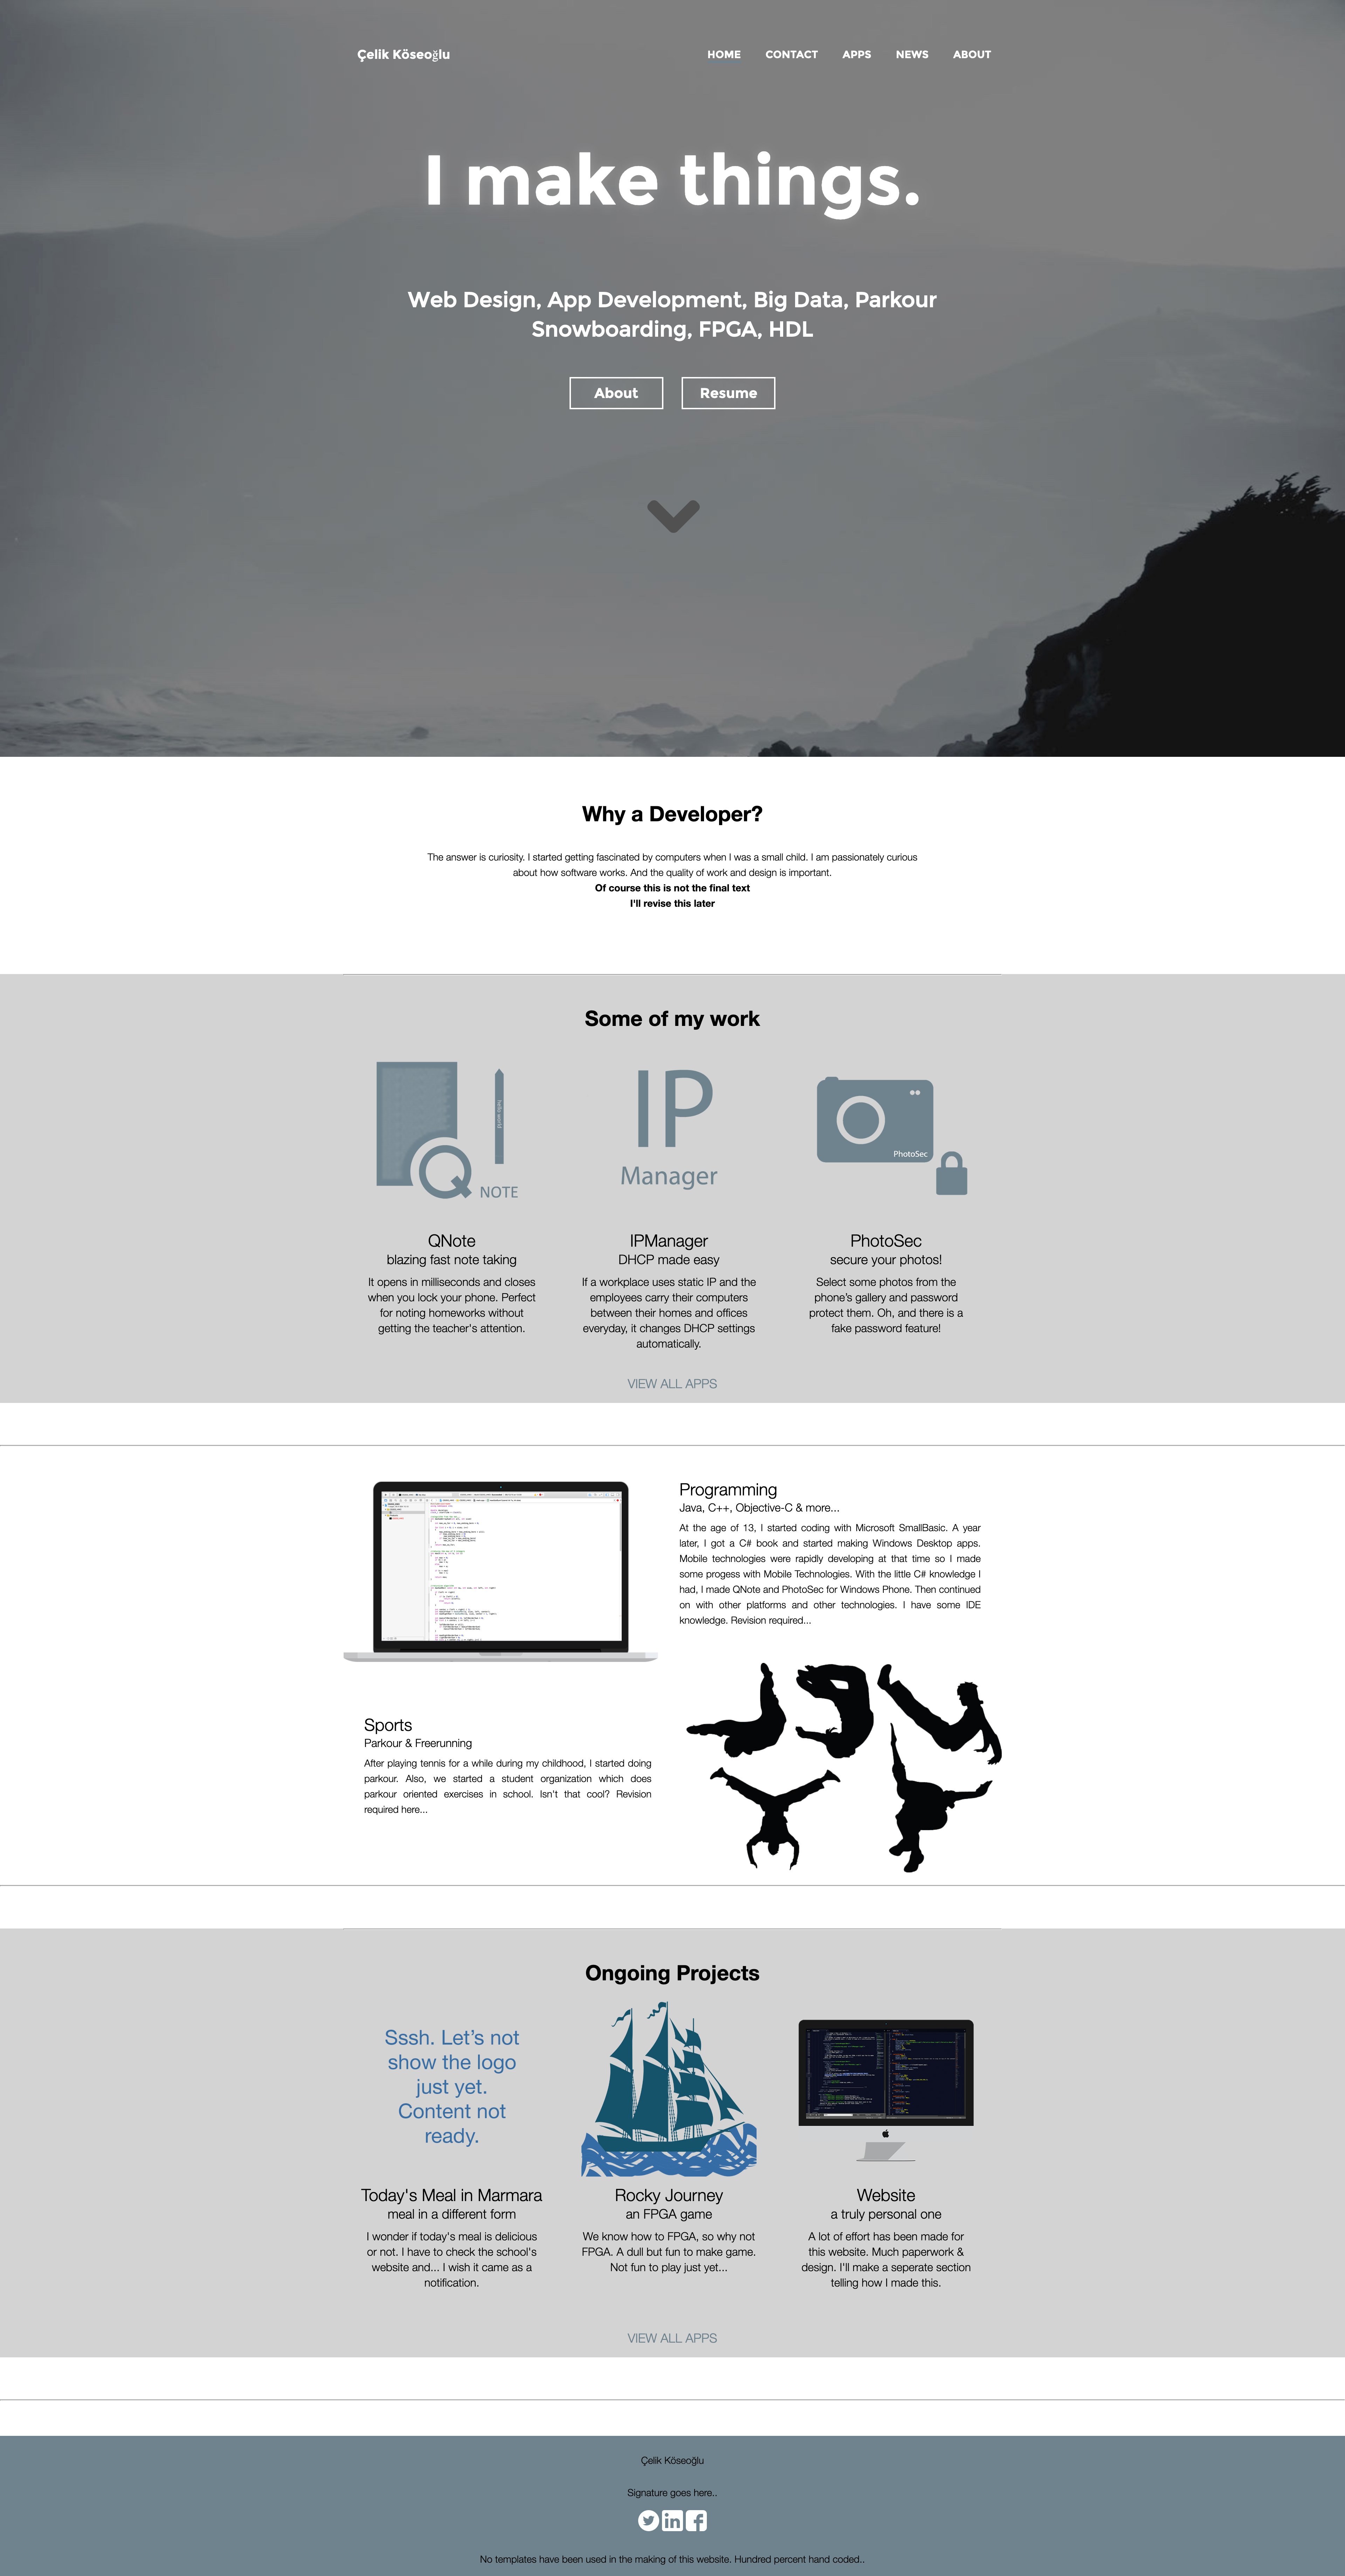 Çelik Köseoğlu
HOME CONTACT APPS NEWS ABOUT
I make things.
Web Design, App Development, Big Data, Parkour
Snowboarding, FPGA, HDL
About Resume
Why a Developer?
The answer is curiosity. I started getting fascinated by computers when I was a small child. I am passionately curious
about how software works. And the quality of work and design is important.
Of course this is not the final text
I'll revise this later
Some of my work
hello world
Q NOTE
IP
Manager
PhotoSec
QNote
blazing fast note taking
It opens in milliseconds and closes
when you lock your phone. Perfect
for noting homeworks without
getting the teacher's attention.
IPManager
DHCP made easy
If a workplace uses static IP and the
employees carry their computers
between their homes and offices
everyday, it changes DHCP settings
automatically.
PhotoSec
secure your photos!
Select some photos from the
phone’s gallery and password
protect them. Oh, and there is a
fake password feature!
VIEW ALL APPS
Programming
Java, C++, Objective-C & more...
At the age of 13, I started coding with Microsoft SmallBasic. A year
later, I got a C# book and started making Windows Desktop apps.
Mobile technologies were rapidly developing at that time so I made
some progess with Mobile Technologies. With the little C# knowledge I
had, I made QNote and PhotoSec for Windows Phone. Then continued
on with other platforms and other technologies. I have some IDE
knowledge. Revision required...
Sports
Parkour & Freerunning
After playing tennis for a while during my childhood, I started doing
parkour. Also, we started a student organization which does
parkour oriented exercises in school. Isn't that cool? Revision
required here...
Ongoing Projects
Sssh. Let’s not
show the logo
just yet.
Content not
ready.
Today's Meal in Marmara
meal in a different form
I wonder if today's meal is delicious
or not. I have to check the school's
website and... I wish it came as a
notification.
Rocky Journey
an FPGA game
We know how to FPGA, so why not
FPGA. A dull but fun to make game.
Not fun to play just yet...
Website
a truly personal one
A lot of effort has been made for
this website. Much paperwork &
design. I'll make a seperate section
telling how I made this.
VIEW ALL APPS
Çelik Köseoğlu
Signature goes here..
in
No templates have been used in the making of this website. Hundred percent hand coded..